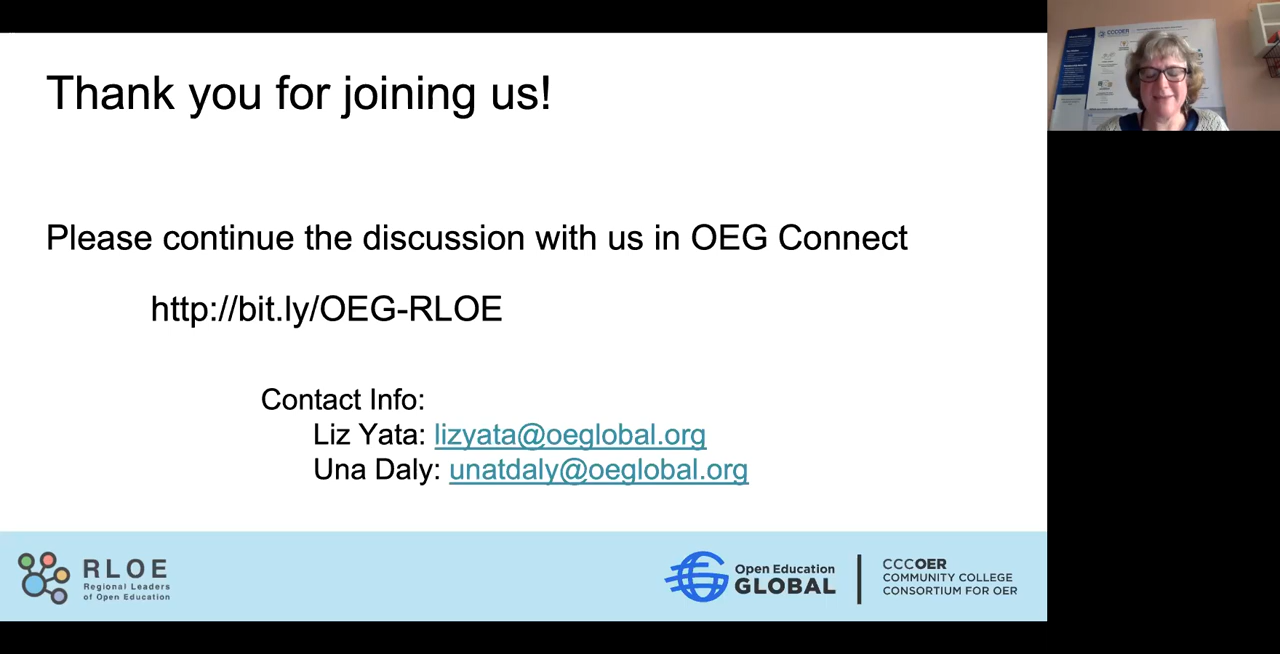 Thank you for joining us!
Please continue the discussion with us in OEG Connect
http://bit.ly/OEG-RLOE
Contact Info:
Liz Yata: lizyata@oeglobal.org
Una Daly: unatdaly@oeglobal.org
RLOE
Regional Leaders
of Open Education
Open Education
GLOBAL
CCCOER
COMMUNITY COLLEGE
CONSORTIUM FOR OER
CCCOER